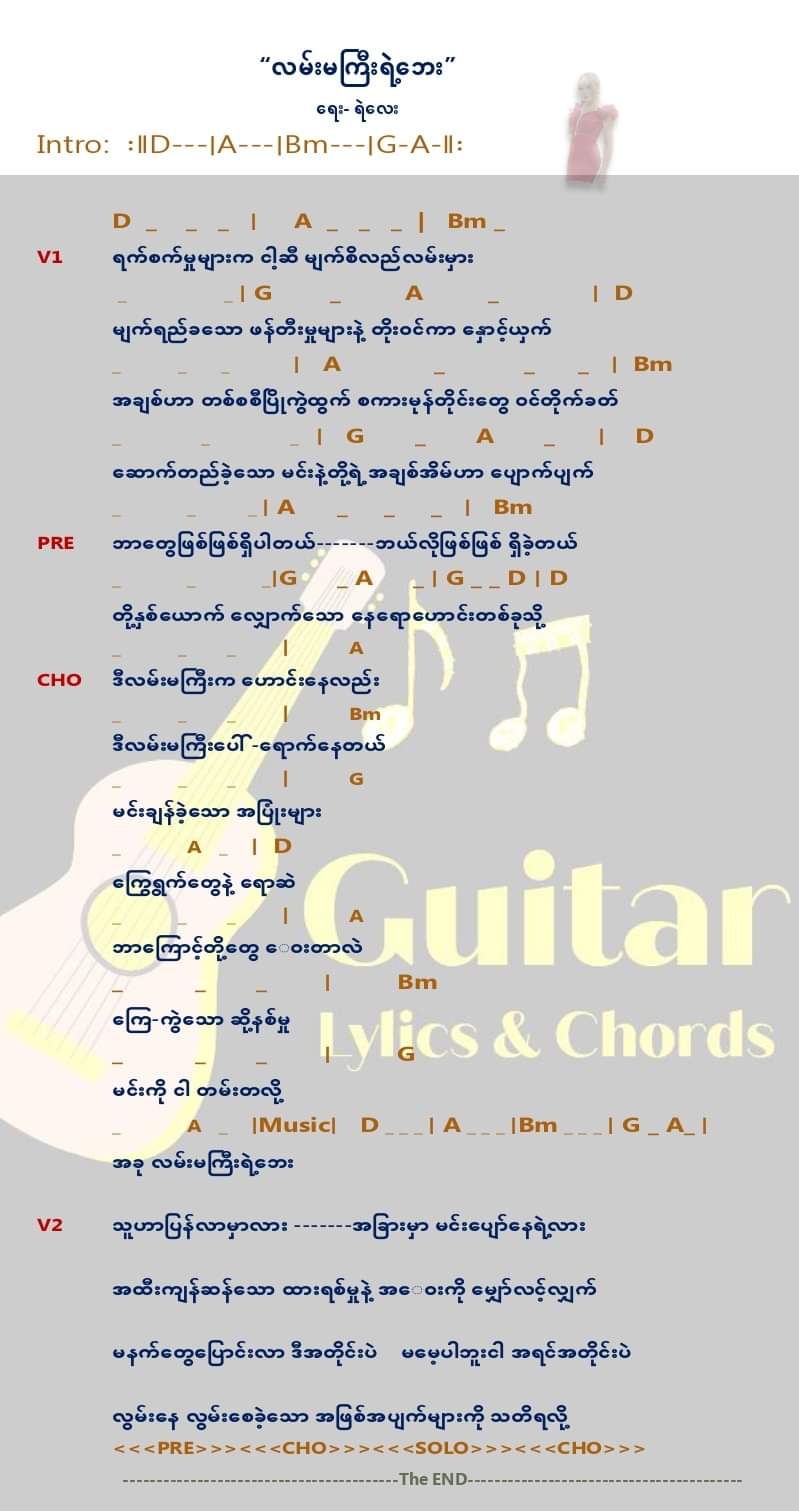 “လမ်းမကြီးရဲ့ဘေး”
ရေး- ရဲလေး
Intro: :‖D---|A---|Bm---|G-A-‖:
D _ _ _ | A _ _ _ | Bm _
V1 ရက်စက်မှုများက ငါ့ဆီ မျက်စိလည်လမ်းမှား
_ _ | G _ A _ | D
မျက်ရည်ခသော ဖန်တီးမှုများနဲ့ တိုးဝင်ကာ နှောင့်ယှက်
_ _ _ | A _ _ _ | Bm
အချစ်ဟာ တစ်စစီပြိုကွဲထွက် စကားမုန်တိုင်းတွေ ဝင်တိုက်ခတ်
_ _ _ | G _ A _ | D
ဆောက်တည်ခဲ့သော မင်းနဲ့တို့ရဲ့အချစ်အိမ်ဟာ ပျောက်ပျက်
_ _ _ | A _ _ _ | Bm
PRE ဘာတွေဖြစ်ဖြစ်ရှိပါတယ်-------ဘယ်လိုဖြစ်ဖြစ် ရှိခဲ့တယ်
_ _ _|G _ A _ | G _ _ D | D
တို့နှစ်ယောက် လျှောက်သော နေရောဟောင်းတစ်ခုသို့
_ _ _ | A
CHO ဒီလမ်းမကြီးက ဟောင်းနေလည်း
_ _ _ | Bm
ဒီလမ်းမကြီးပေါ် -ရောက်နေတယ်
_ _ _ | G
မင်းချန်ခဲ့သော အပြုံးများ
_ A _ | D
ကြွေရွက်တွေနဲ့ ရောဆဲ
_ _ _ | A
ဘာကြောင့်တို့တွေ ေဝးတာလဲ
_ _ _ | Bm
ကြေ-ကွဲသော ဆို့နစ်မှု
_ _ _ | G
မင်းကို ငါ တမ်းတလို့
_ A _ |Music| D _ _ _ | A _ _ _ |Bm _ _ _ | G _ A_ |
အခု လမ်းမကြီးရဲ့ဘေး
V2 သူဟာပြန်လာမှာလား -------အခြားမှာ မင်းပျော်နေရဲ့လား
အထီးကျန်ဆန်သော ထားရစ်မှုနဲ့ အေဝးကို မျှော်လင့်လျှက်
မနက်တွေပြောင်းလာ ဒီအတိုင်းပဲ မမေ့ပါဘူးငါ အရင်အတိုင်းပဲ
လွမ်းနေ လွမ်းစေခဲ့သော အဖြစ်အပျက်များကို သတိရလို့
<<<PRE>>><<<CHO>>><<<SOLO>>><<<CHO>>>
-----------------------------------------The END-----------------------------------------
Guitar
Lylics & Chords